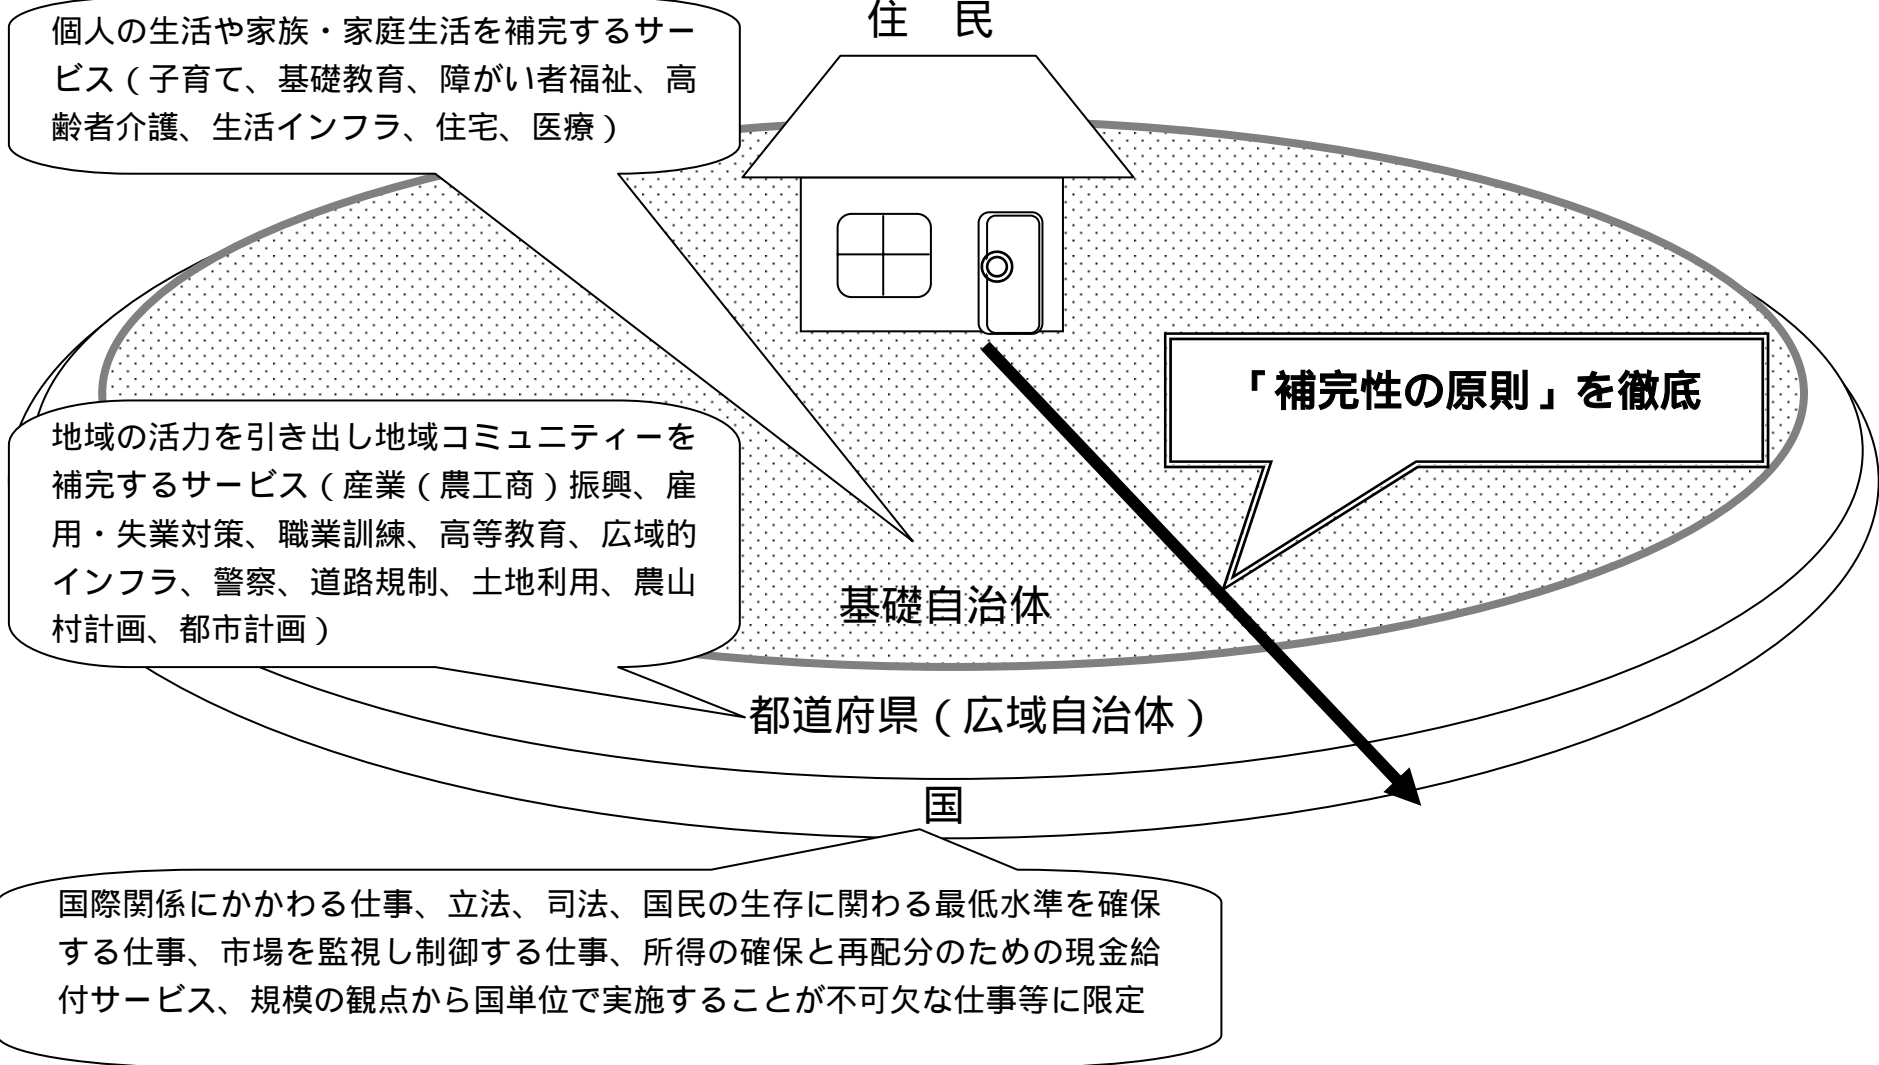 住　民
個人の生活や家族・家庭生活を補完するサー
ビス（子育て、基礎教育、障がい者福祉、高
齢者介護、生活インフラ、住宅、医療）
「補完性の原則」を徹底
地域の活力を引き出し地域コミュニティーを
補完するサービス（産業（農工商）振興、雇
用・失業対策、職業訓練、高等教育、広域的
インフラ、警察、道路規制、土地利用、農山
村計画、都市計画）
基礎自治体
都道府県（広域自治体）
国
国際関係にかかわる仕事、立法、司法、国民の生存に関わる最低水準を確保
する仕事、市場を監視し制御する仕事、所得の確保と再配分のための現金給
付サービス、規模の観点から国単位で実施することが不可欠な仕事等に限定